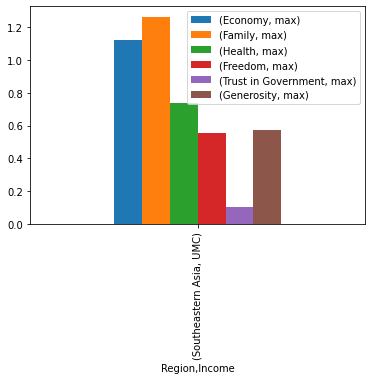 (Economy, max)
(Family, max)
(Health, max)
(Freedom, max)
(Trust in Government, max)
(Generosity, max)
1.2
1.0
0.8
0.6
0.4
0.2
0.0
(Southeastern Asia, UMC)
Region,Income